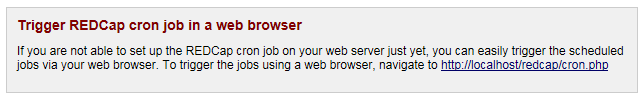 Trigger REDCap cron job in a web browser
If you are not able to set up the REDCap cron job on your web server just yet, you can easily trigger the scheduled
jobs via your web browser. To trigger the jobs using a web browser, navigate to http://localhost/redcap/cron.php